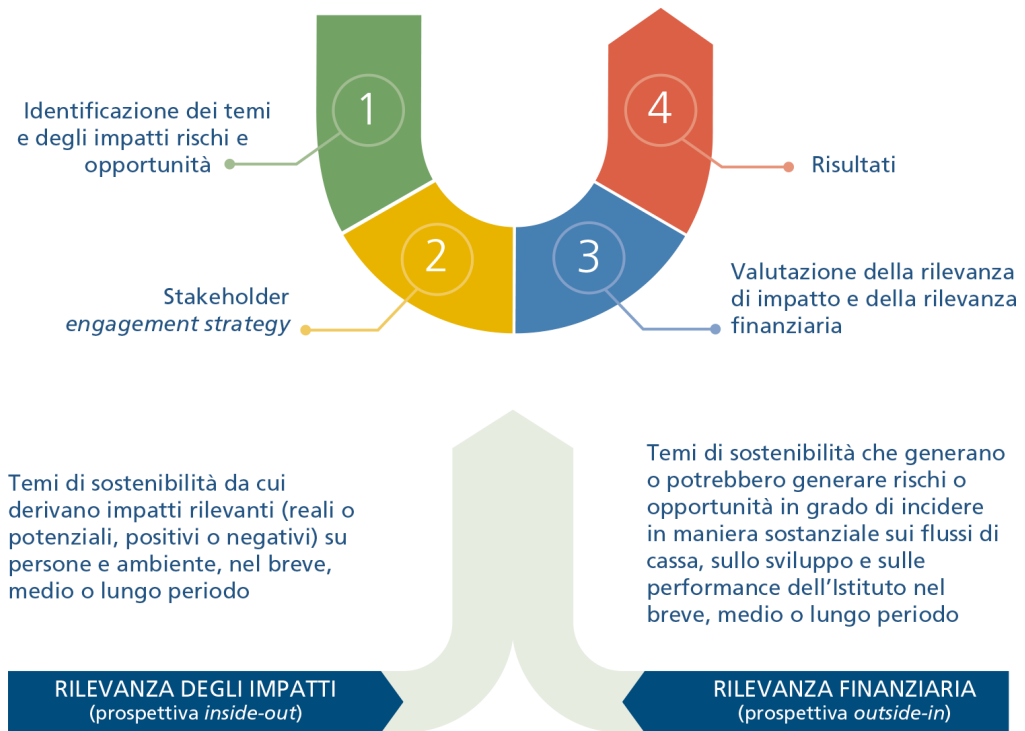 1
Identificazione dei temi
e degli impatti rischi e
opportunità
2
Stakeholder
engagement strategy
3
Valutazione della rilevanza
di impatto e della rilevanza
finanziaria
4
Risultati
Temi di sostenibilità da cui
derivano impatti rilevanti (reali o
potenziali, positivi o negativi) su
persone e ambiente, nel breve,
medio o lungo periodo
Temi di sostenibilità che generano
o potrebbero generare rischi o
opportunità in grado di incidere
in maniera sostanziale sui flussi di
cassa, sullo sviluppo e sulle
performance dell’Istituto nel
breve, medio o lungo periodo
RILEVANZA DEGLI IMPATTI
(prospettiva inside-out)
RILEVANZA FINANZIARIA
(prospettiva outside-in)